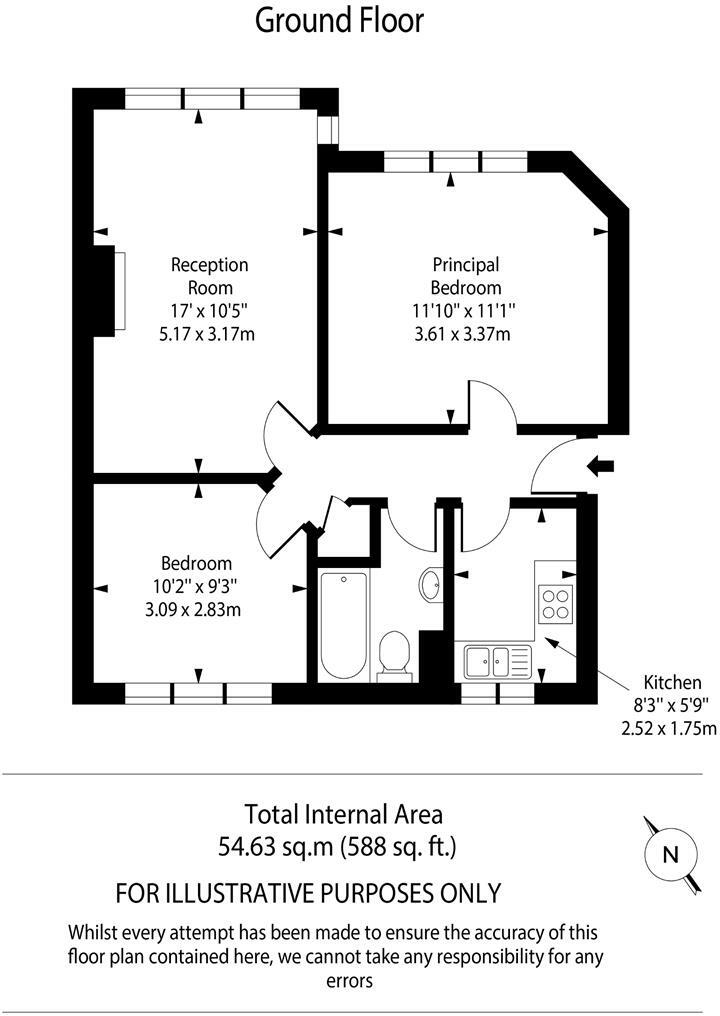 Ground Floor
Reception
Room
17' x 10'5"
5.17 x 3.17m
Principal
Bedroom
11'10" x 11'1"
3.61 x 3.37m
Bedroom
10'2" x 9'3"
3.09 x 2.83m
Kitchen
8'3" x 5'9"
2.52 x 1.75m
Total Internal Area
54.63 sq.m (588 sq. ft.)
N
FOR ILLUSTRATIVE PURPOSES ONLY
Whilst every attempt has been made to ensure the accuracy of this
floor plan contained here, we cannot take any responsibility for any
errors